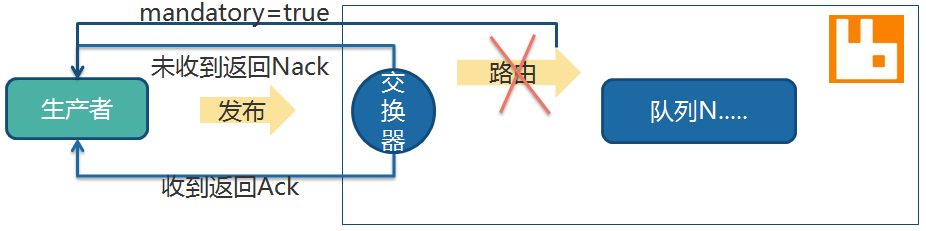 mandatory=true
未收到返回Nack
路由
生产者
发布
交
换
器
队列N.....
收到返回Ack